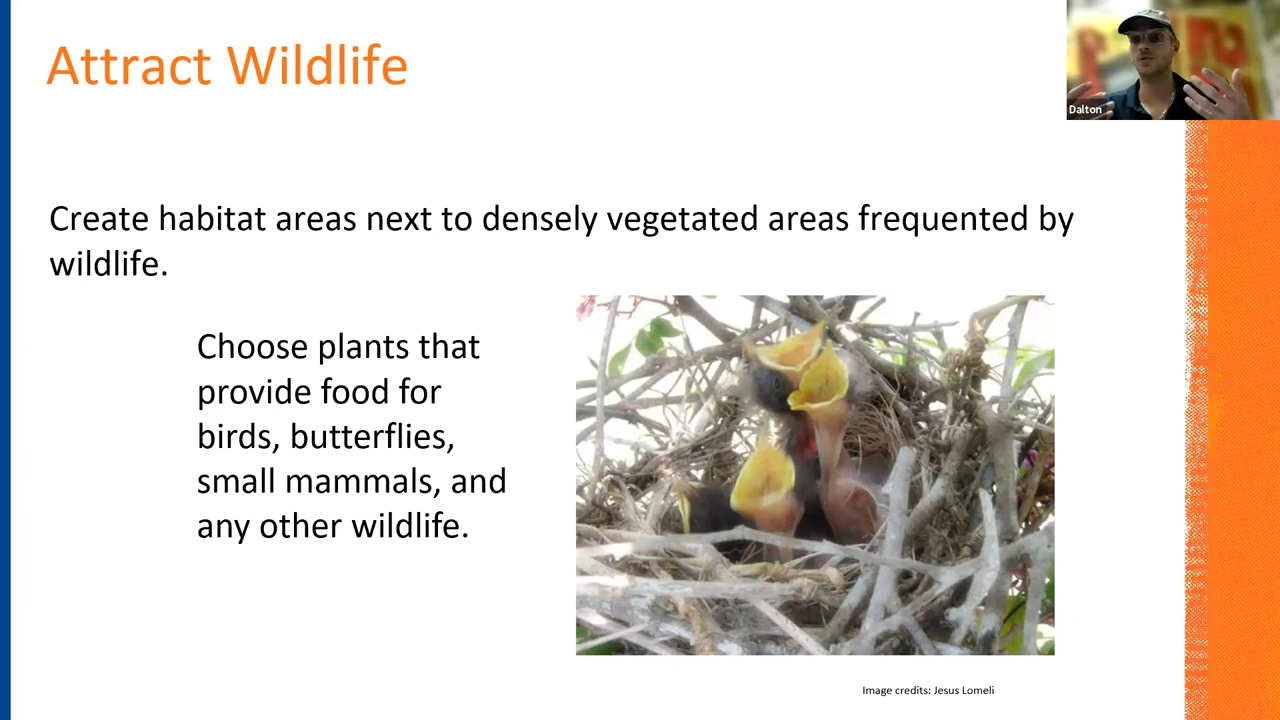 Attract Wildlife
Dalton
Create habitat areas next to densely vegetated areas frequented by
wildlife.
Choose plants that
provide food for
birds, butterflies,
small mammals, and
any other wildlife.
Image credits: Jesus Lomeli